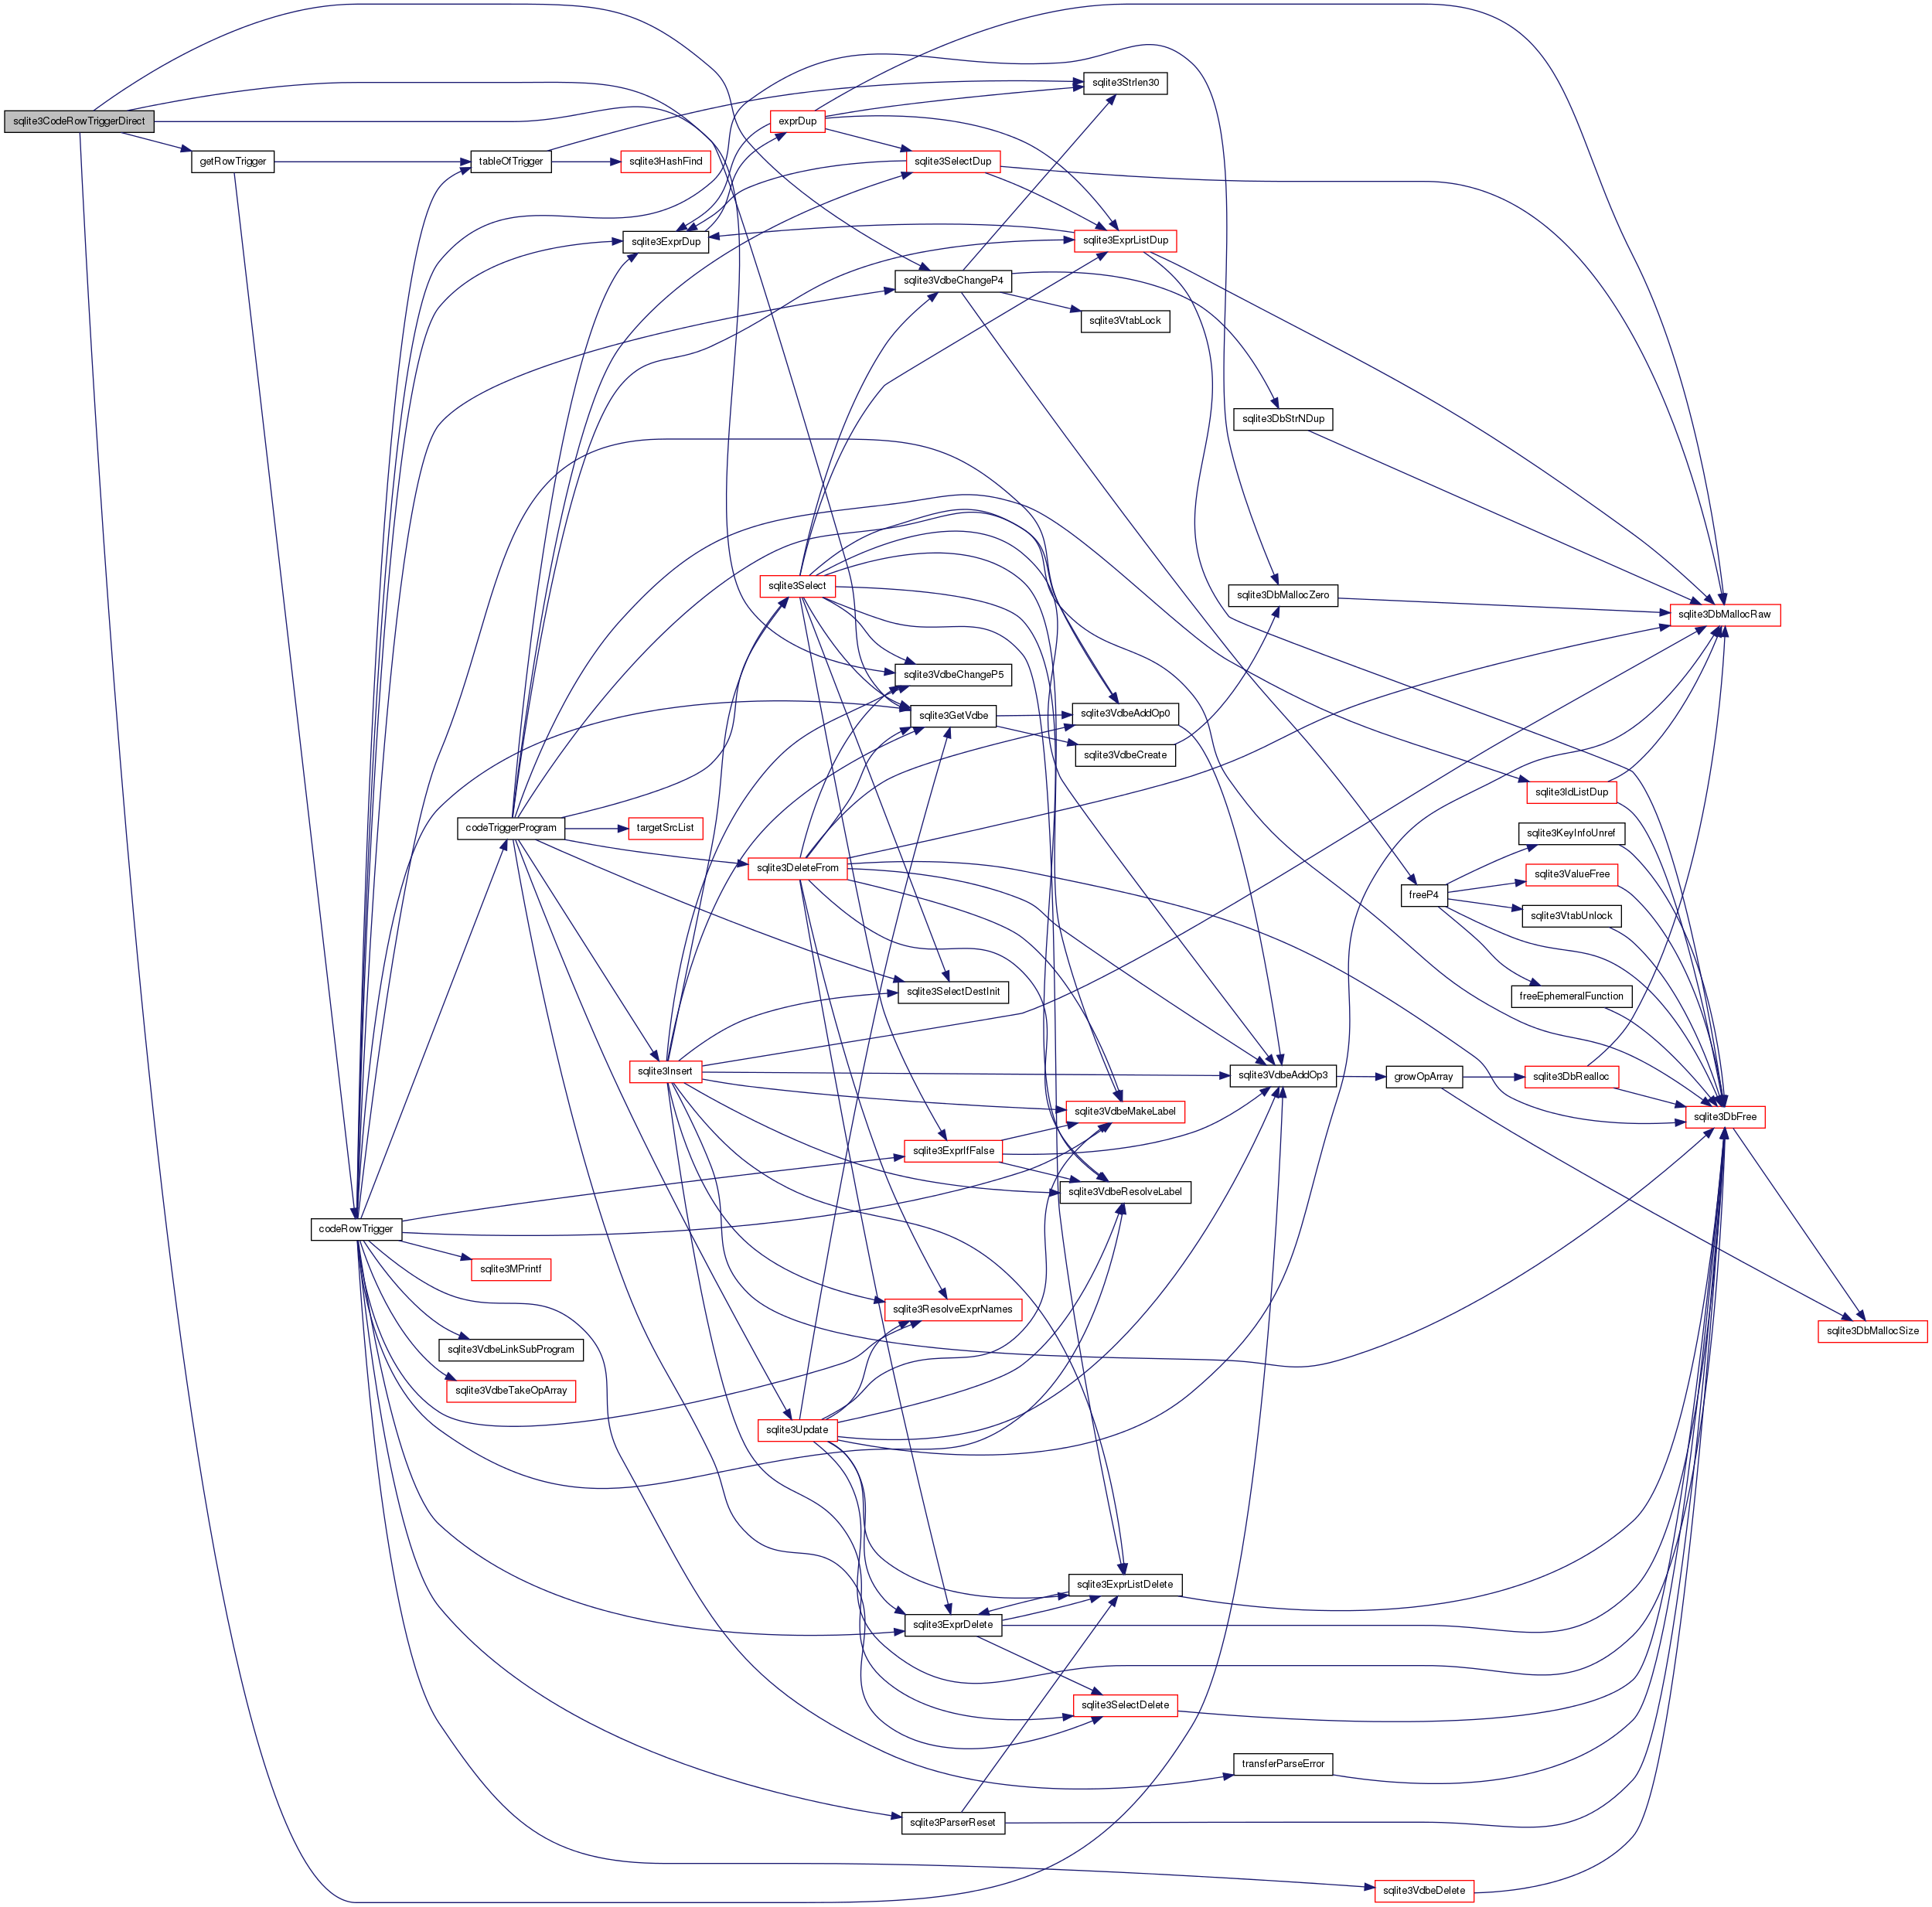 sqlite3CodeRowTriggerDirect
getRowTrigger
codeRowTrigger
tableOfTrigger
codeTriggerProgram
sqlite3MPrintf
sqlite3VdbeLinkSubProgram
sqlite3VdbeTakeOpArray
sqlite3HashFind
sqlite3ExprDup
targetSrcList
sqlite3Insert
exprDup
sqlite3Select
sqlite3DeleteFrom
sqlite3Update
sqlite3SelectDup
sqlite3VdbeChangeP4
sqlite3VdbeChangeP5
sqlite3GetVdbe
sqlite3SelectDestInit
sqlite3ExprIfFalse
sqlite3ResolveExprNames
sqlite3ExprDelete
sqlite3ParserReset
sqlite3Strlen30
sqlite3ExprListDup
sqlite3VtabLock
sqlite3VdbeAddOp0
sqlite3VdbeCreate
sqlite3VdbeMakeLabel
sqlite3VdbeResolveLabel
sqlite3ExprListDelete
sqlite3SelectDelete
sqlite3DbStrNDup
sqlite3DbMallocZero
sqlite3VdbeAddOp3
transferParseError
freeP4
growOpArray
sqlite3VdbeDelete
sqlite3IdListDup
sqlite3KeyInfoUnref
sqlite3ValueFree
sqlite3VtabUnlock
freeEphemeralFunction
sqlite3DbRealloc
sqlite3DbMallocRaw
sqlite3DbFree
sqlite3DbMallocSize